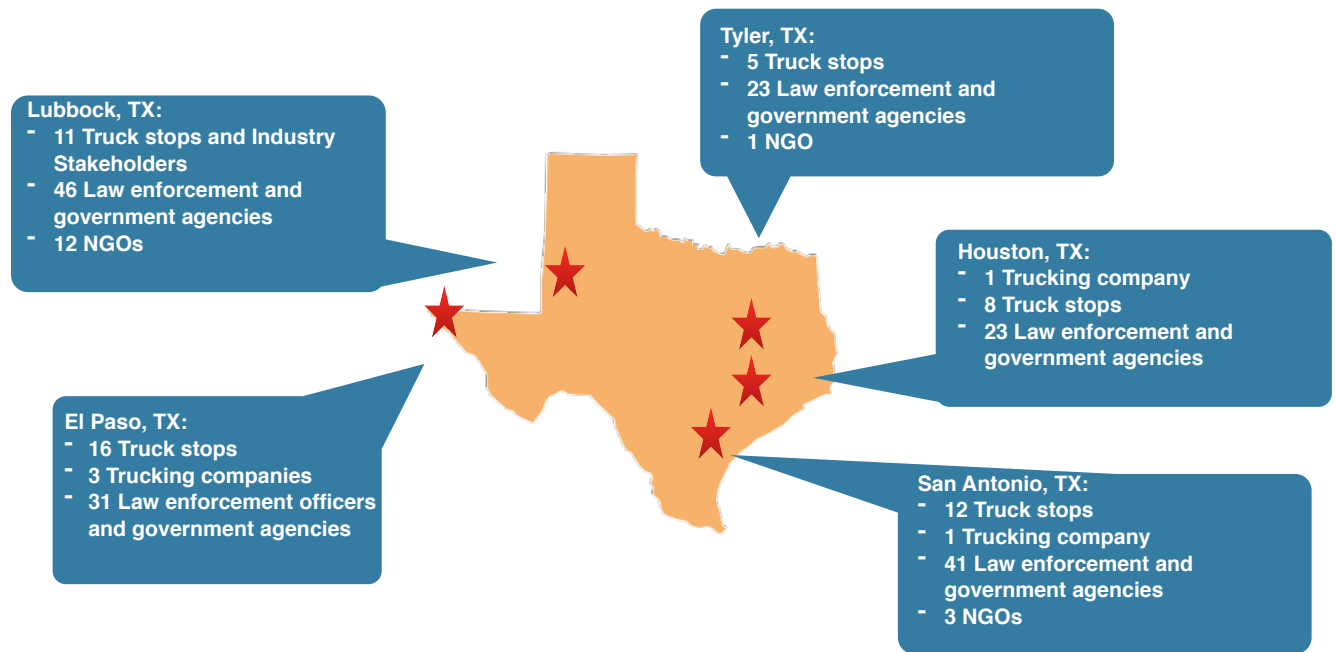 Tyler, TX:
- 5 Truck stops
- 23 Law enforcement and
government agencies
- 1 NGO
Lubbock, TX:
- 11 Truck stops and Industry
Stakeholders
- 46 Law enforcement and
government agencies
- 12 NGOs
Houston, TX:
- 1 Trucking company
- 8 Truck stops
- 23 Law enforcement and
government agencies
El Paso, TX:
- 16 Truck stops
- 3 Trucking companies
- 31 Law enforcement officers
and government agencies
San Antonio, TX:
- 12 Truck stops
- 1 Trucking company
- 41 Law enforcement and
government agencies
- 3 NGOs